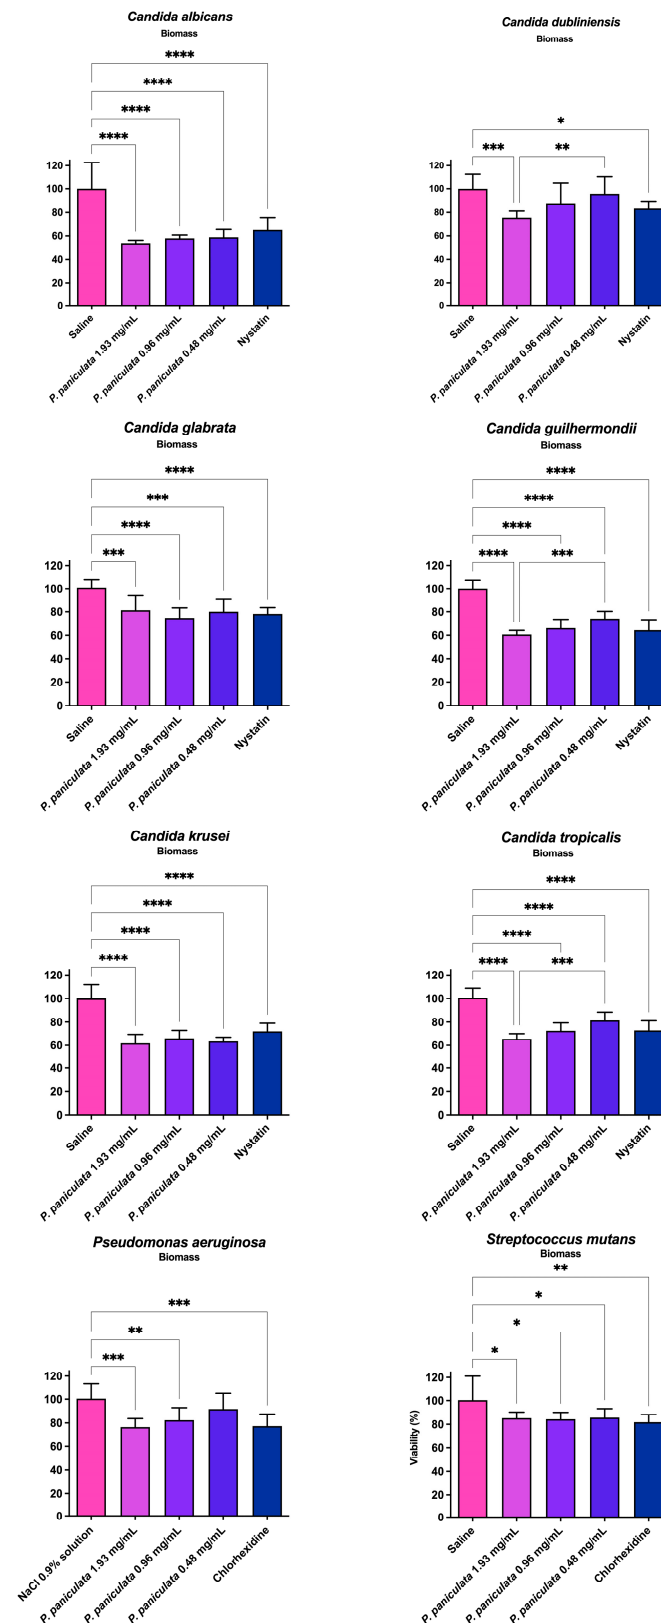 Candida albicans
Biomass
****
****
****
****
120
100
80
60
40
20
0
Saline
P. paniculata 1.93 mg/mL
P. paniculata 0.96 mg/mL
P. paniculata 0.48 mg/mL
Nystatin
Candida dubliniensis
Biomass
*
*** **
120
100
80
60
40
20
0
Saline
P. paniculata 1.93 mg/mL
P. paniculata 0.96 mg/mL
P. paniculata 0.48 mg/mL
Nystatin
Candida glabrata
Biomass
****
***
****
***
120
100
80
60
40
20
0
Saline
P. paniculata 1.93 mg/mL
P. paniculata 0.96 mg/mL
P. paniculata 0.48 mg/mL
Nystatin
Candida guilhermondii
Biomass
****
****
****
**** ***
120
100
80
60
40
20
0
Saline
P. paniculata 1.93 mg/mL
P. paniculata 0.96 mg/mL
P. paniculata 0.48 mg/mL
Nystatin
Candida krusei
Biomass
****
****
****
****
120
100
80
60
40
20
0
Saline
P. paniculata 1.93 mg/mL
P. paniculata 0.96 mg/mL
P. paniculata 0.48 mg/mL
Nystatin
Candida tropicalis
Biomass
****
****
****
**** ***
120
100
80
60
40
20
0
Saline
P. paniculata 1.93 mg/mL
P. paniculata 0.96 mg/mL
P. paniculata 0.48 mg/mL
Nystatin
Pseudomonas aeruginosa
Biomass
***
**
***
120
100
80
60
40
20
0
NaCl 0.9% solution
P. paniculata 1.93 mg/mL
P. paniculata 0.96 mg/mL
P. paniculata 0.48 mg/mL
Chlorhexidine
Streptococcus mutans
Biomass
**
*
*
*
Viability (%)
120
100
80
60
40
20
0
Saline
P. paniculata 1.93 mg/mL
P. paniculata 0.96 mg/mL
P. paniculata 0.48 mg/mL
Chlorhexidine